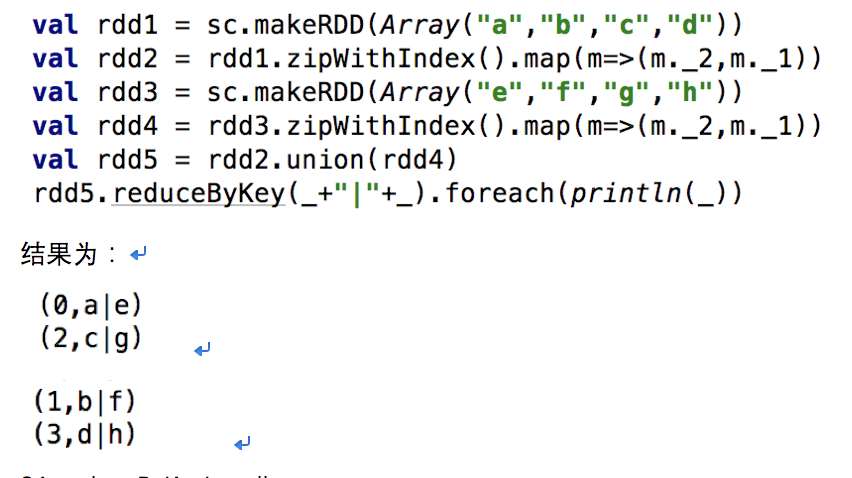 val rdd1 = sc.makeRDD(Array("a","b","c","d"))
val rdd2 = rdd1.zipWithIndex().map(m=>(m._2,m._1))
val rdd3 = sc.makeRDD(Array("e","f","g","h"))
val rdd4 = rdd3.zipWithIndex().map(m=>(m._2,m._1))
val rdd5 = rdd2.union(rdd4)
rdd5.reduceByKey(_+"|"+_).foreach(println(_))
结果为：
(0,a|e)
(2,c|g)
(1,b|f)
(3,d|h)